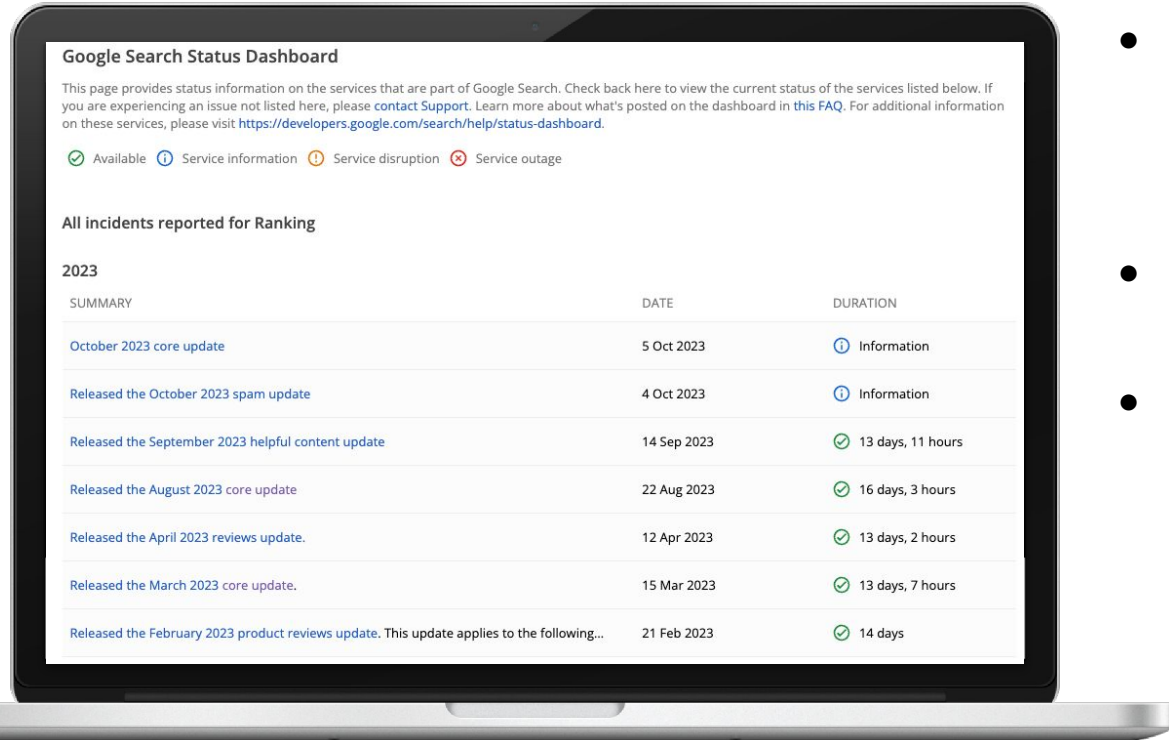 Google Search Status Dashboard
This page provides status information on the services that are part of Google Search. Check back here to view the current status of the services listed below. If
you are experiencing an issue not listed here, please contact Support. Learn more about what's posted on the dashboard in this FAQ. For additional information
on these services, please visit https://developers.google.com/search/help/status-dashboard.
Available Service information Service disruption Service outage
All incidents reported for Ranking
2023
SUMMARY DATE DURATION
October 2023 core update 5 Oct 2023 Information
Released the October 2023 spam update 4 Oct 2023 Information
Released the September 2023 helpful content update 14 Sep 2023 13 days, 11 hours
Released the August 2023 core update 22 Aug 2023 16 days, 3 hours
Released the April 2023 reviews update. 12 Apr 2023 13 days, 2 hours
Released the March 2023 core update. 15 Mar 2023 13 days, 7 hours
Released the February 2023 product reviews update. This update applies to the following... 21 Feb 2023 14 days